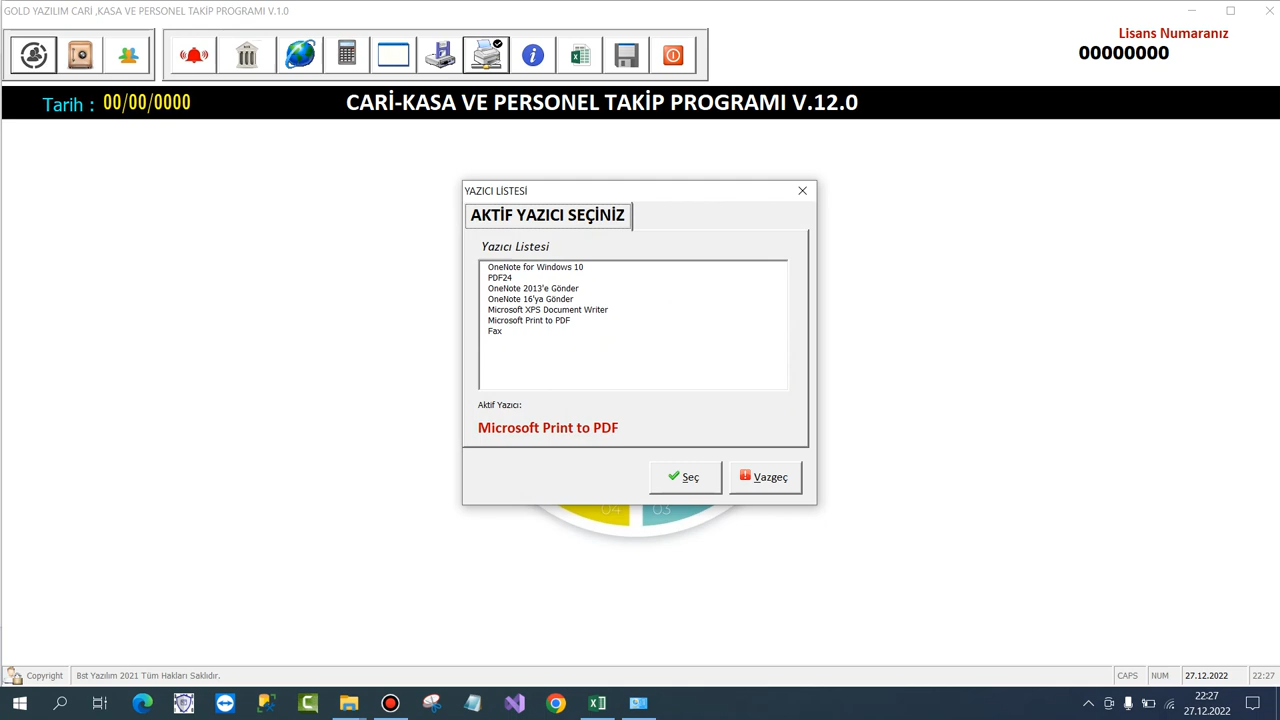 GOLD YAZILIM CARİ ,KASA VE PERSONEL TAKİP PROGRAMI V.1.0
Lisans Numaranız
00000000
Tarih : 00/00/0000
CARİ-KASA VE PERSONEL TAKİP PROGRAMI V.12.0
YAZICI LİSTESİ
AKTİF YAZICI SEÇİNİZ
Yazıcı Listesi
OneNote for Windows 10
PDF24
OneNote 2013'e Gönder
OneNote 16'ya Gönder
Microsoft XPS Document Writer
Microsoft Print to PDF
Fax
Aktif Yazıcı:
Microsoft Print to PDF
Seç
Vazgeç
04
03
Copyright
Bst Yazılım 2021 Tüm Hakları Saklıdır.
CAPS
NUM
27.12.2022
22:27
22:27
27.12.2022